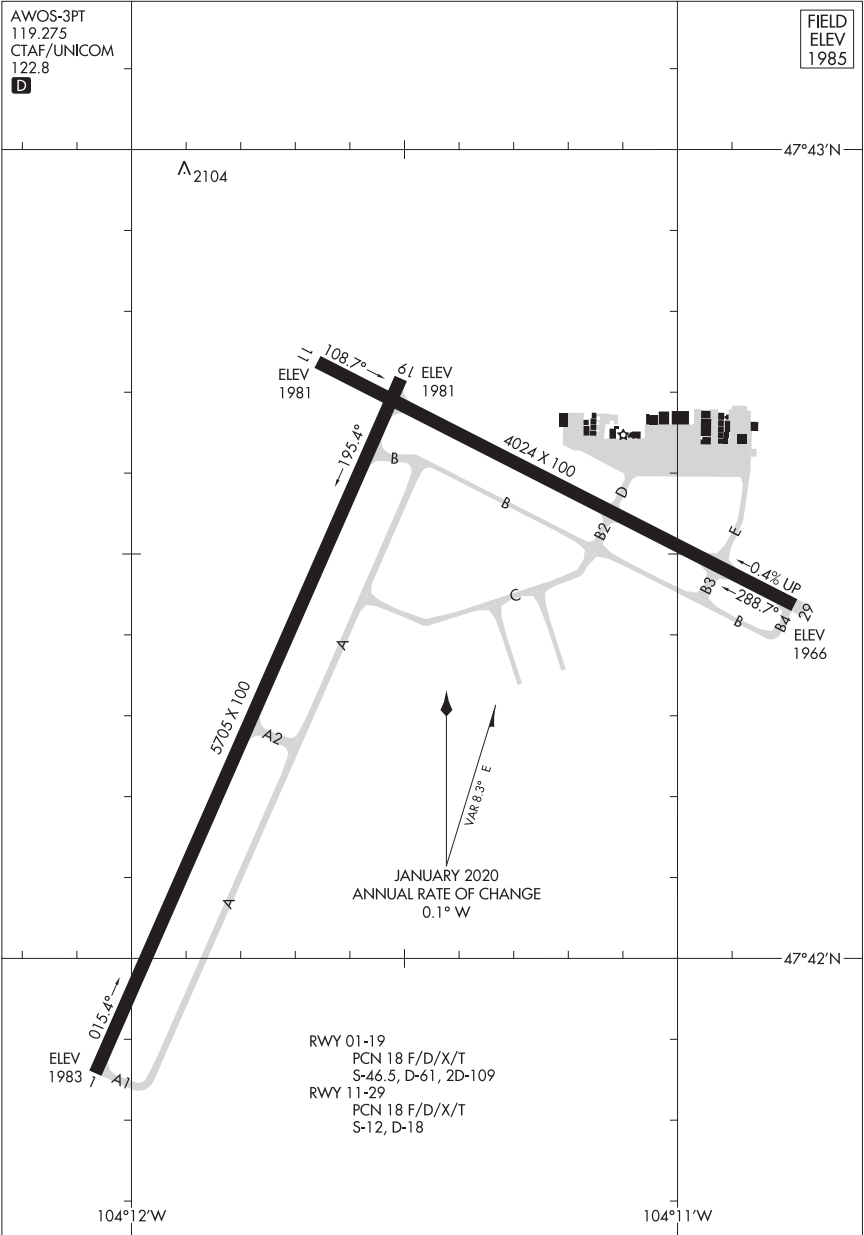 AWOS-3PT
119.275
CTAF/UNICOM
122.8
D
FIELD
ELEV
1985
47°43'N
2104
11
108.7°
ELEV
1981
19
ELEV
1981
195.4°
4024 X 100
B
B
D
B2
E
0.4% UP
B3
288.7°
29
B
B4
ELEV
1966
C
A
5705 X 100
A2
VAR 8.3° E
JANUARY 2020
ANNUAL RATE OF CHANGE
0.1° W
A
47°42'N
015.4°
ELEV
1983
1
A1
RWY 01-19
PCN 18 F/D/X/T
S-46.5, D-61, 2D-109
RWY 11-29
PCN 18 F/D/X/T
S-12, D-18
104°12'W
104°11'W